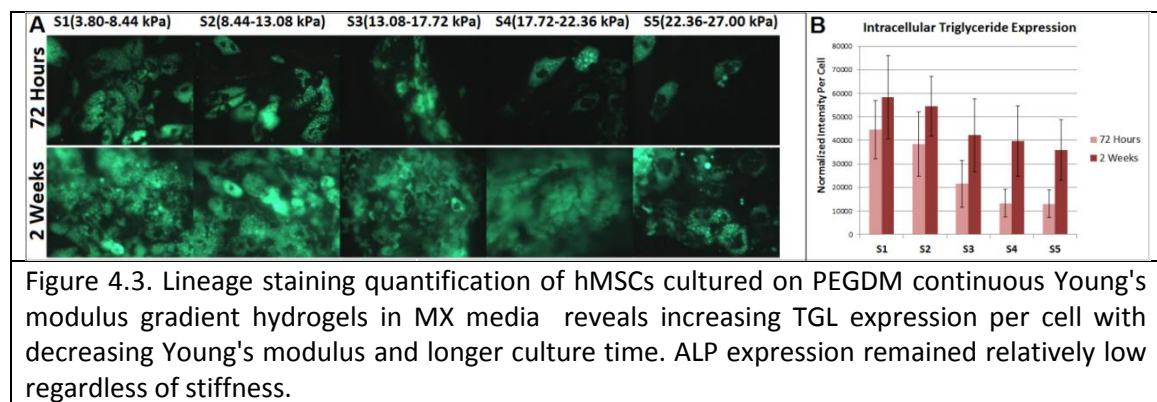 A S1(3.80-8.44 kPa) S2(8.44-13.08 kPa) S3(13.08-17.72 kPa) S4(17.72-22.36 kPa) S5(22.36-27.00 kPa)
72 Hours
2 Weeks
B Intracellular Triglyceride Expression
Normalized Intensity Per Cell
80000
70000
60000
50000
40000
30000
20000
10000
0
S1 S2 S3 S4 S5
72 Hours
2 Weeks
Figure 4.3. Lineage staining quantification of hMSCs cultured on PEGDM continuous Young's
modulus gradient hydrogels in MX media reveals increasing TGL expression per cell with
decreasing Young's modulus and longer culture time. ALP expression remained relatively low
regardless of stiffness.